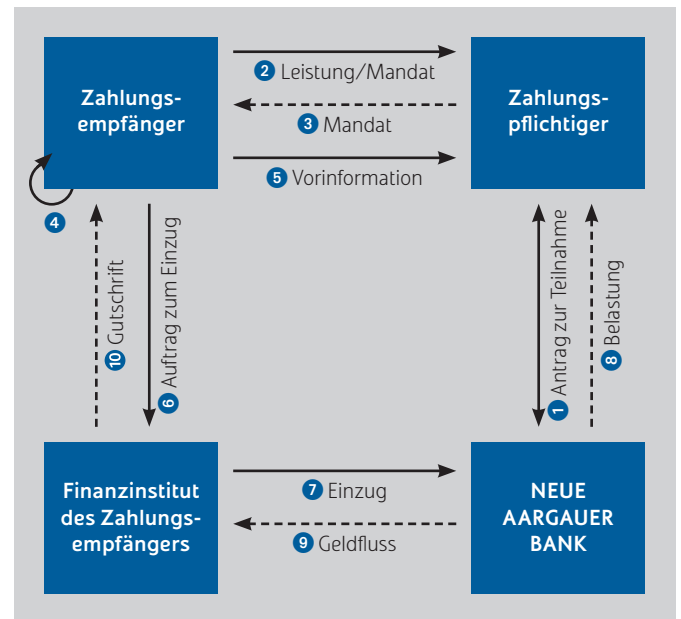 Zahlungs-
empfänger
2 Leistung/Mandat
3 Mandat
5 Vorinformation
Zahlungs-
pflichtiger
4
10 Gutschrift
6 Auftrag zum Einzug
1 Antrag zur Teilnahme
8 Belastung
Finanzinstitut
des Zahlungs-
empfängers
7 Einzug
9 Geldfluss
NEUE
AARGAUER
BANK